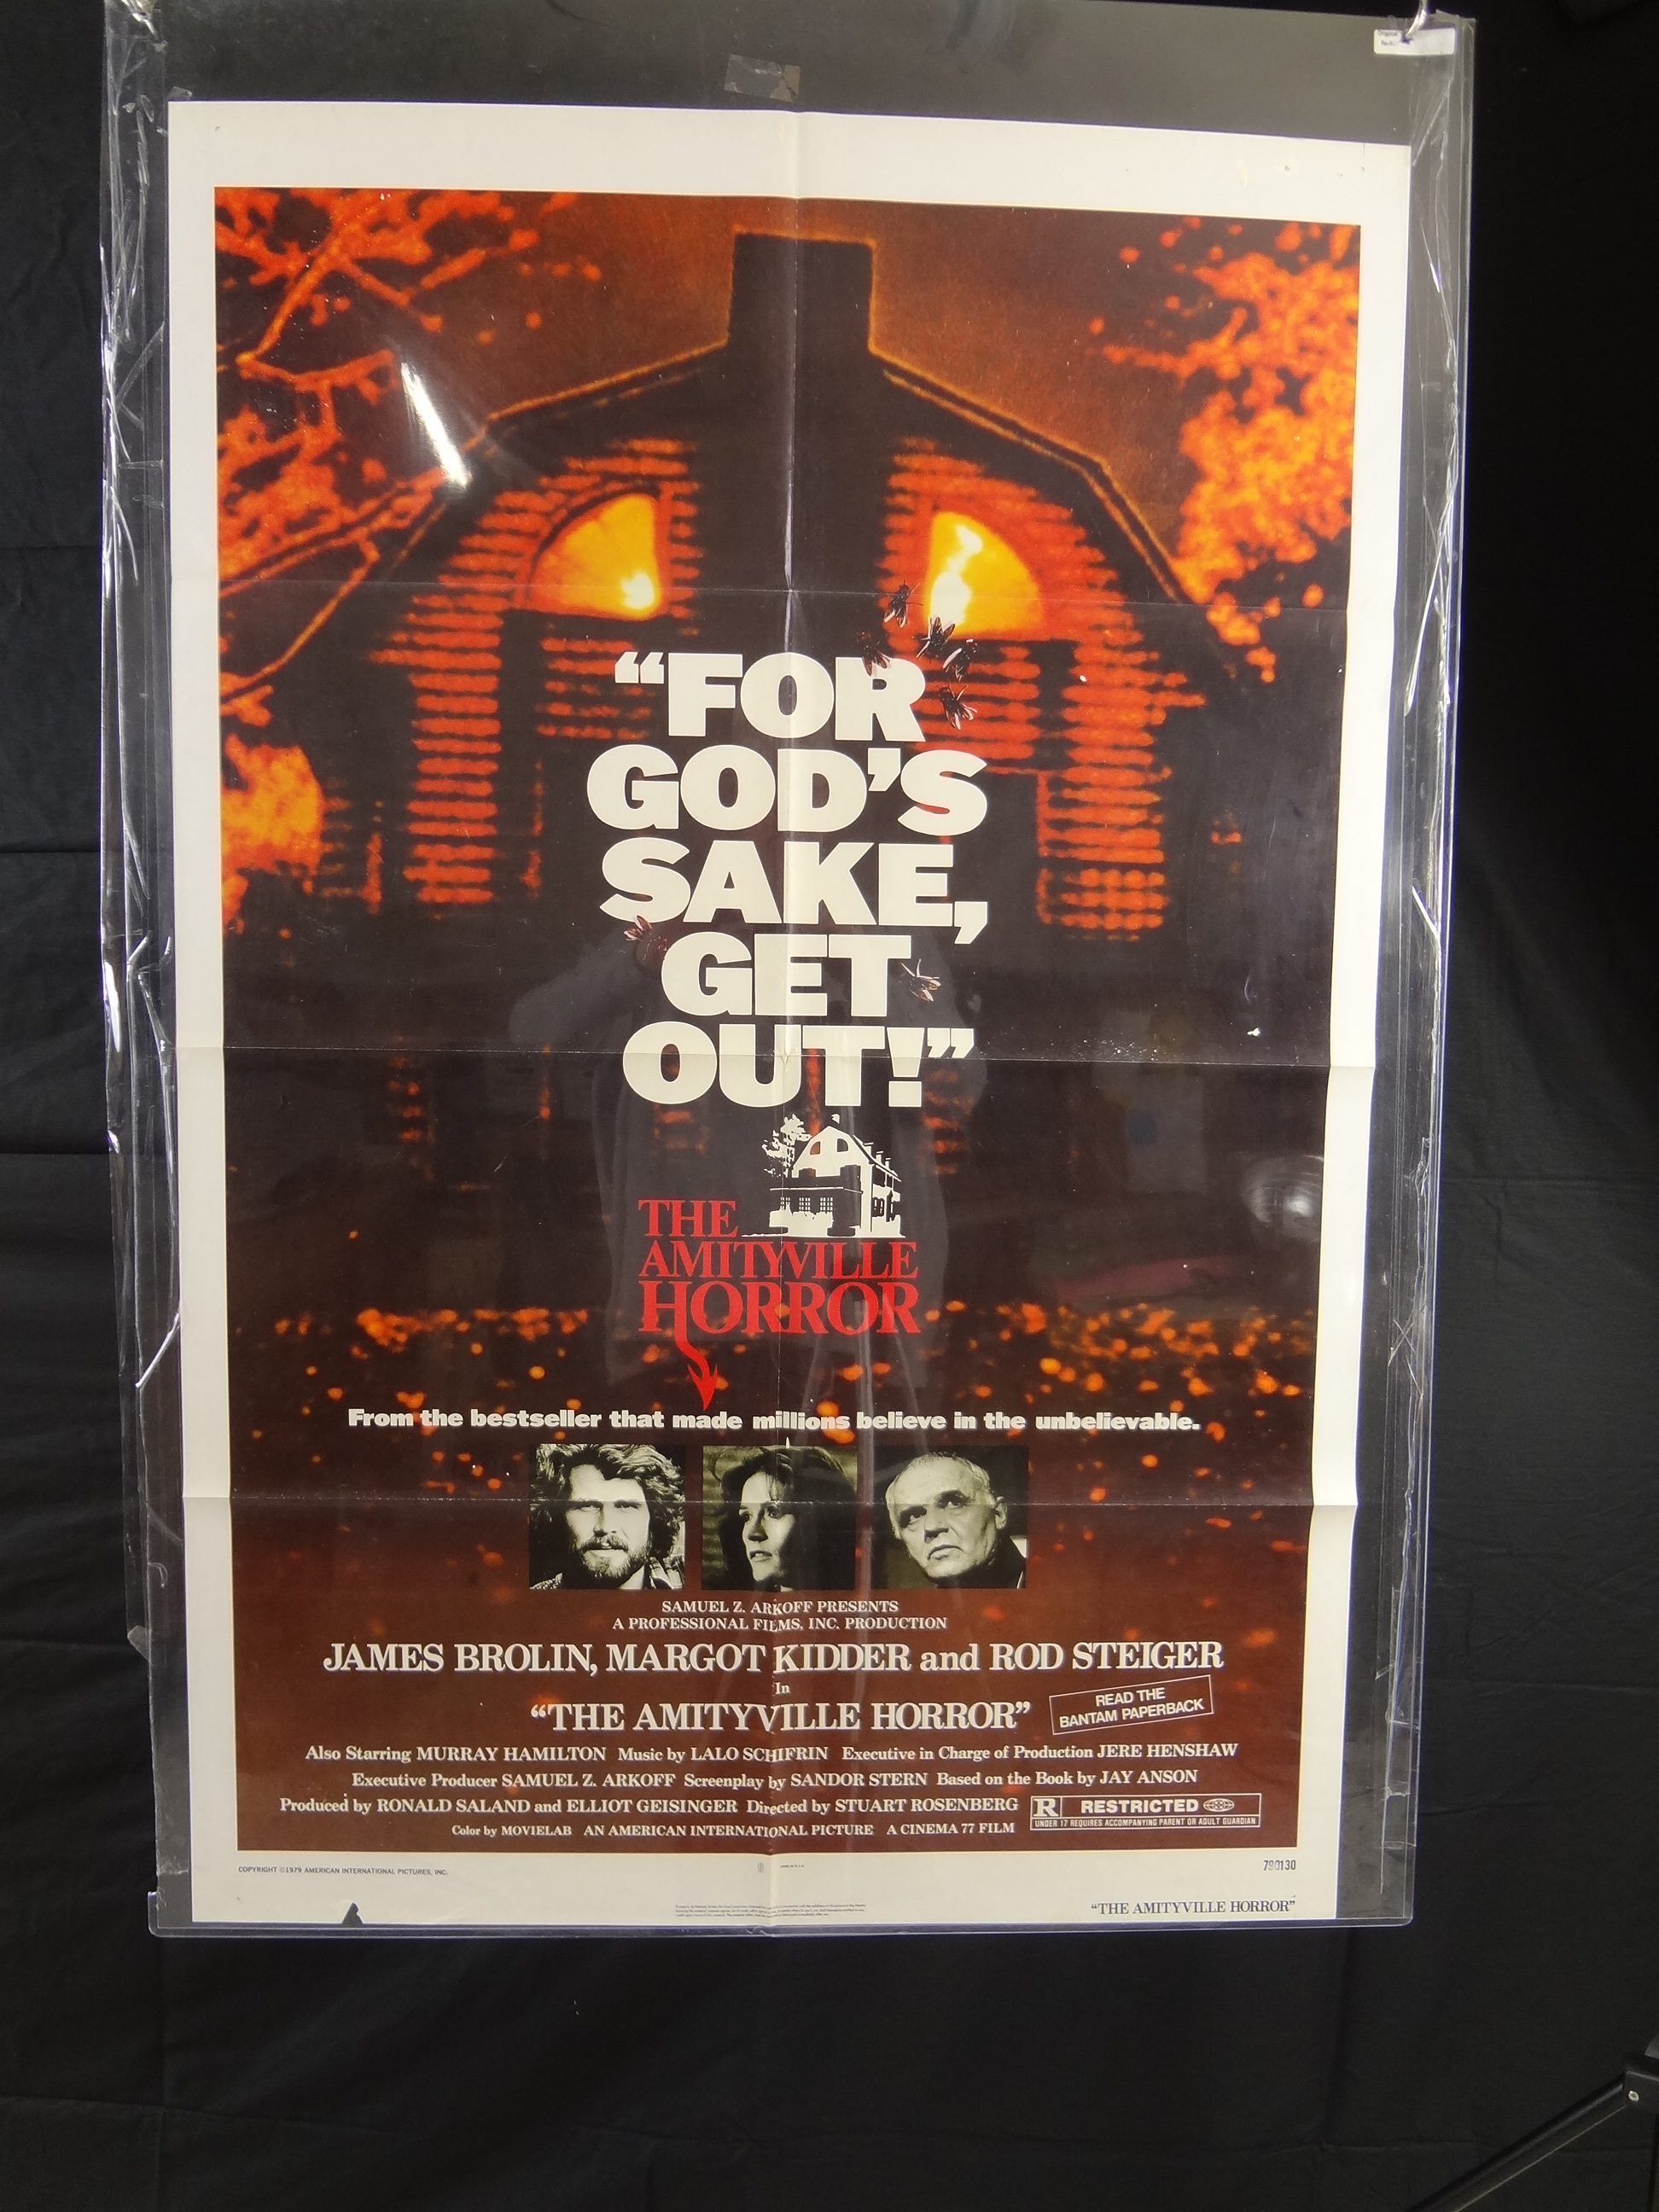 Original
"FOR
GOD'S
SAKE,
GET
OUT!"
THE
AMITYVILLE
HORROR
From the bestseller that made millions believe in the unbelievable.
SAMUEL Z. ARKOFF PRESENTS
A PROFESSIONAL FILMS, INC. PRODUCTION
JAMES BROLIN, MARGOT KIDDER and ROD STEIGER
In
"THE AMITYVILLE HORROR"
READ THE
BANTAM PAPERBACK
Also Starring MURRAY HAMILTON Music by LALO SCHIFRIN Executive in Charge of Production JERE HENSHAW
Executive Producer SAMUEL Z. ARKOFF Screenplay by SANDOR STERN Based on the Book by JAY ANSON
Produced by RONALD SALAND and ELLIOT GEISINGER Directed by STUART ROSENBERG
R RESTRICTED
UNDER 17 REQUIRES ACCOMPANYING PARENT OR ADULT GUARDIAN
Color by MOVIELAB AN AMERICAN INTERNATIONAL PICTURE A CINEMA 77 FILM
COPYRIGHT ©1979 AMERICAN INTERNATIONAL PICTURES, INC.
790130
"THE AMITYVILLE HORROR"